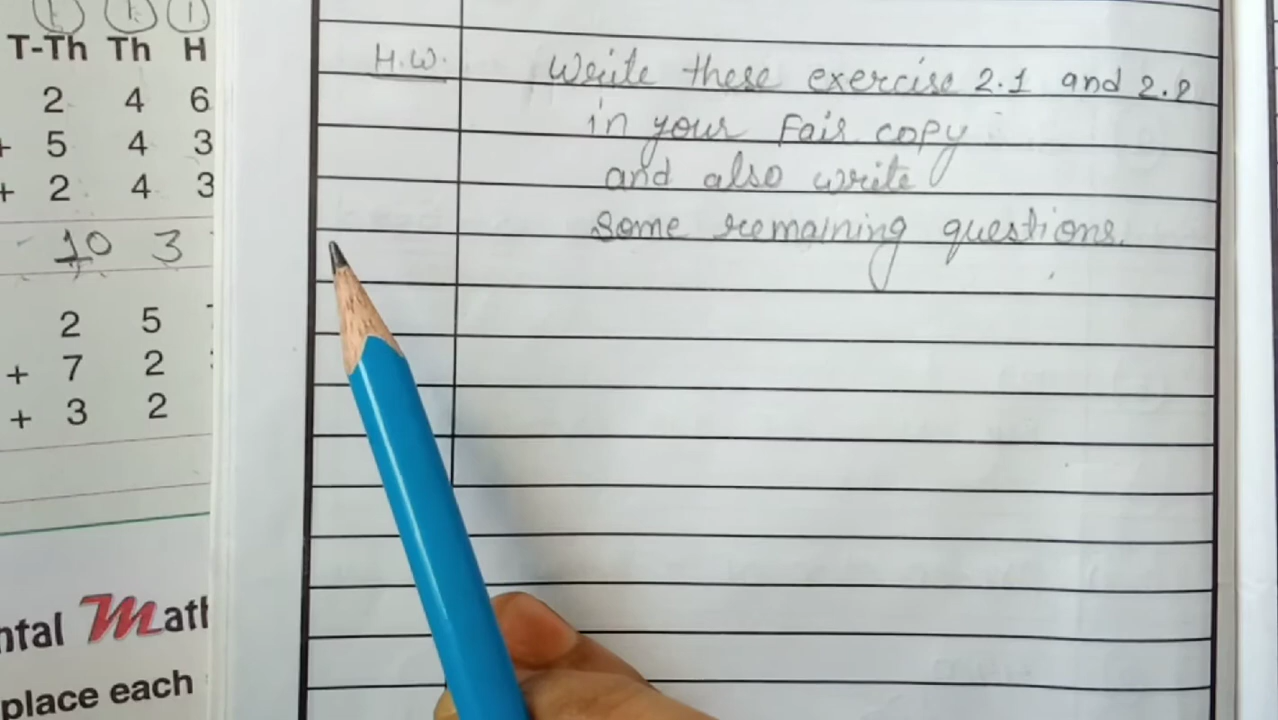 T-Th Th H
2 4 6
+ 5 4 3
+ 2 4 3
10 3
2 5
+ 7 2
+ 3 2
ntal Math
place each
H.W. Write these exercise 2.1 and 2.2
in your Fair copy
and also write
some remaining questions.